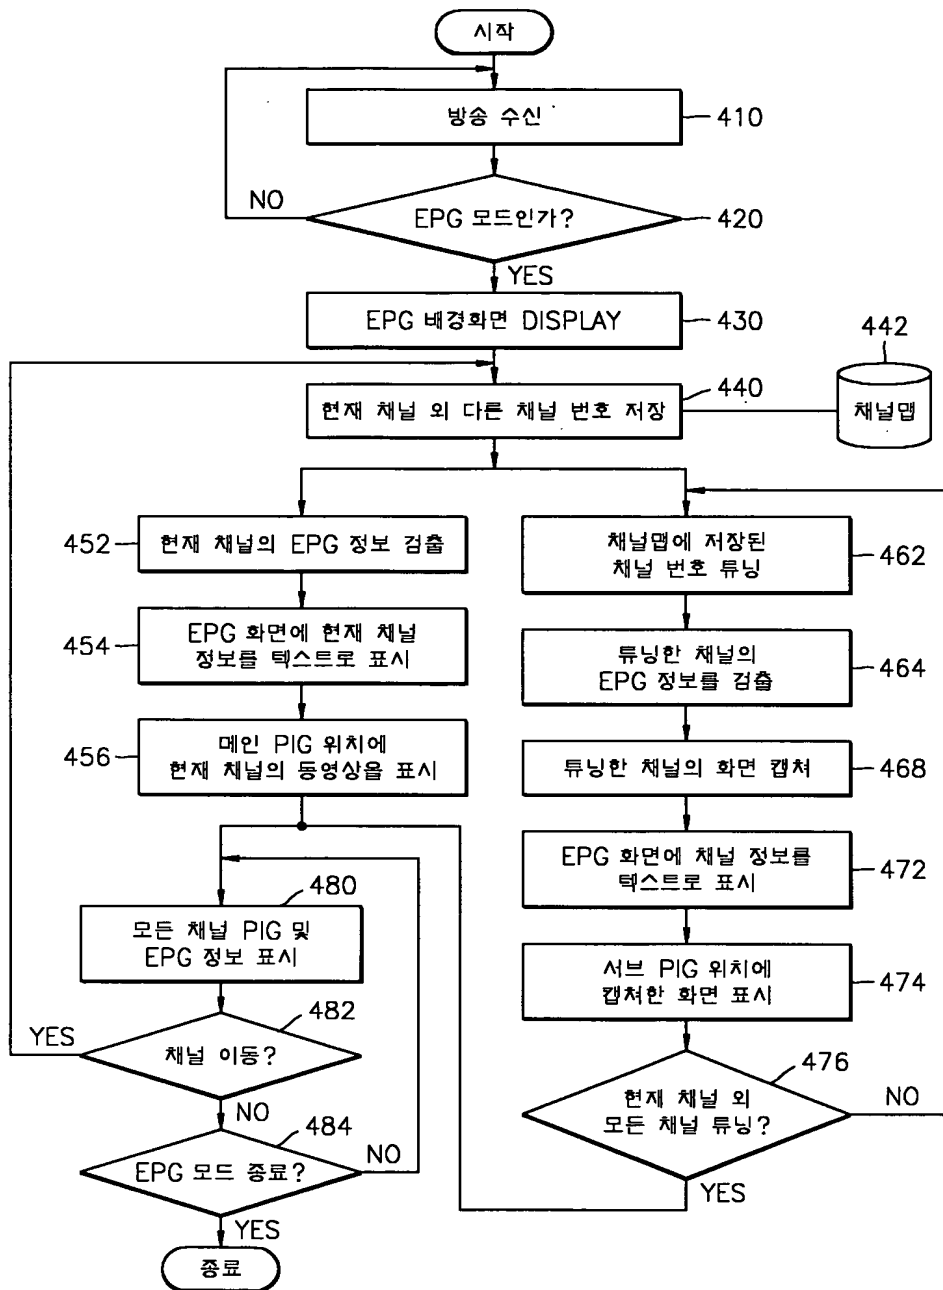 시작
방송 수신
410
NO
EPG 모드인가?
420
YES
EPG 배경화면 DISPLAY
430
442
채널맵
440
현재 채널 외 다른 채널 번호 저장
452
현재 채널의 EPG 정보 검출
454
EPG 화면에 현재 채널
정보를 텍스트로 표시
456
메인 PIG 위치에
현재 채널의 동영상을 표시
채널맵에 저장된
채널 번호 튜닝
462
튜닝한 채널의
EPG 정보를 검출
464
튜닝한 채널의 화면 캡쳐
468
EPG 화면에 채널 정보를
텍스트로 표시
472
서브 PIG 위치에
캡쳐한 화면 표시
474
476
현재 채널 외
모든 채널 튜닝?
NO
YES
480
모든 채널 PIG 및
EPG 정보 표시
482
YES
채널 이동?
NO
484
EPG 모드 종료?
NO
YES
종료